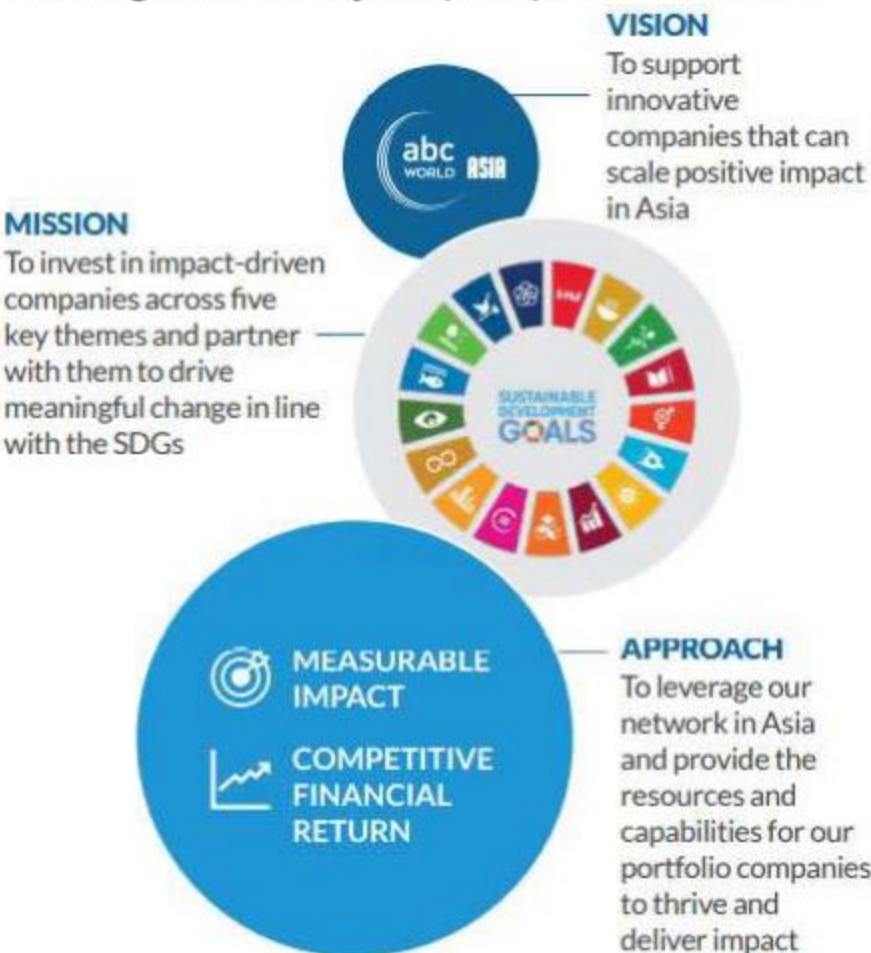 VISION
To support
innovative
companies that can
scale positive impact
in Asia
abc
WORLD ASIA
MISSION
To invest in impact-driven
companies across five
key themes and partner
with them to drive
meaningful change in line
with the SDGs
SUSTAINABLE
DEVELOPMENT
GOALS
MEASURABLE
IMPACT
COMPETITIVE
FINANCIAL
RETURN
APPROACH
To leverage our
network in Asia
and provide the
resources and
capabilities for our
portfolio companies
to thrive and
deliver impact